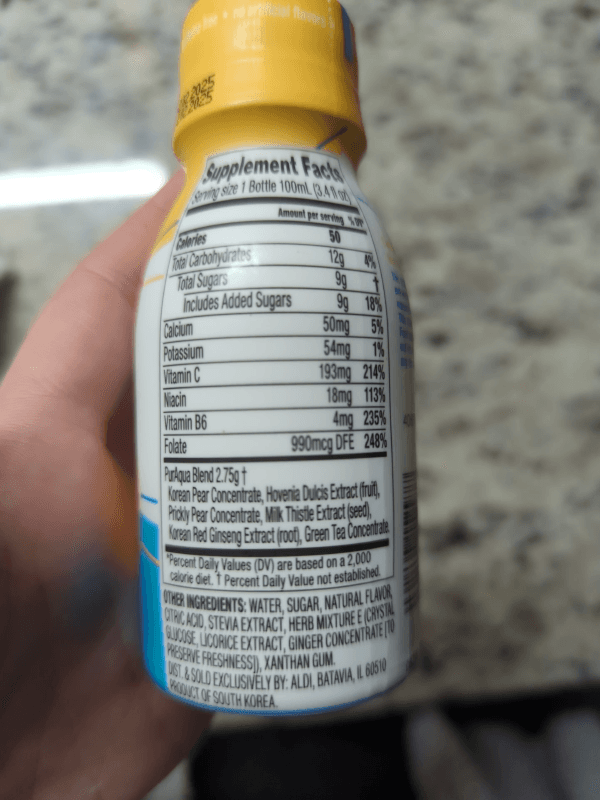 no artificial flavors
2025
2025
Supplement Facts
Serving size 1 Bottle 100mL (3.4 fl oz)
Amount per serving % DV*
Calories 50
Total Carbohydrates 12g 4%
Total Sugars 9g †
Includes Added Sugars 9g 18%
Calcium 50mg 5%
Potassium 54mg 1%
Vitamin C 193mg 214%
Niacin 18mg 113%
Vitamin B6 4mg 235%
Folate 990mcg DFE 248%
PurAqua Blend 2.75g †
Korean Pear Concentrate, Hovenia Dulcis Extract (fruit),
Prickly Pear Concentrate, Milk Thistle Extract (seed),
Korean Red Ginseng Extract (root), Green Tea Concentrate
*Percent Daily Values (DV) are based on a 2,000
calorie diet. † Percent Daily Value not established.
OTHER INGREDIENTS: WATER, SUGAR, NATURAL FLAVOR,
CITRIC ACID, STEVIA EXTRACT, HERB MIXTURE E (CRYSTAL
GLUCOSE, LICORICE EXTRACT, GINGER CONCENTRATE [TO
PRESERVE FRESHNESS]), XANTHAN GUM.
DIST. & SOLD EXCLUSIVELY BY: ALDI, BATAVIA, IL 60510
PRODUCT OF SOUTH KOREA.